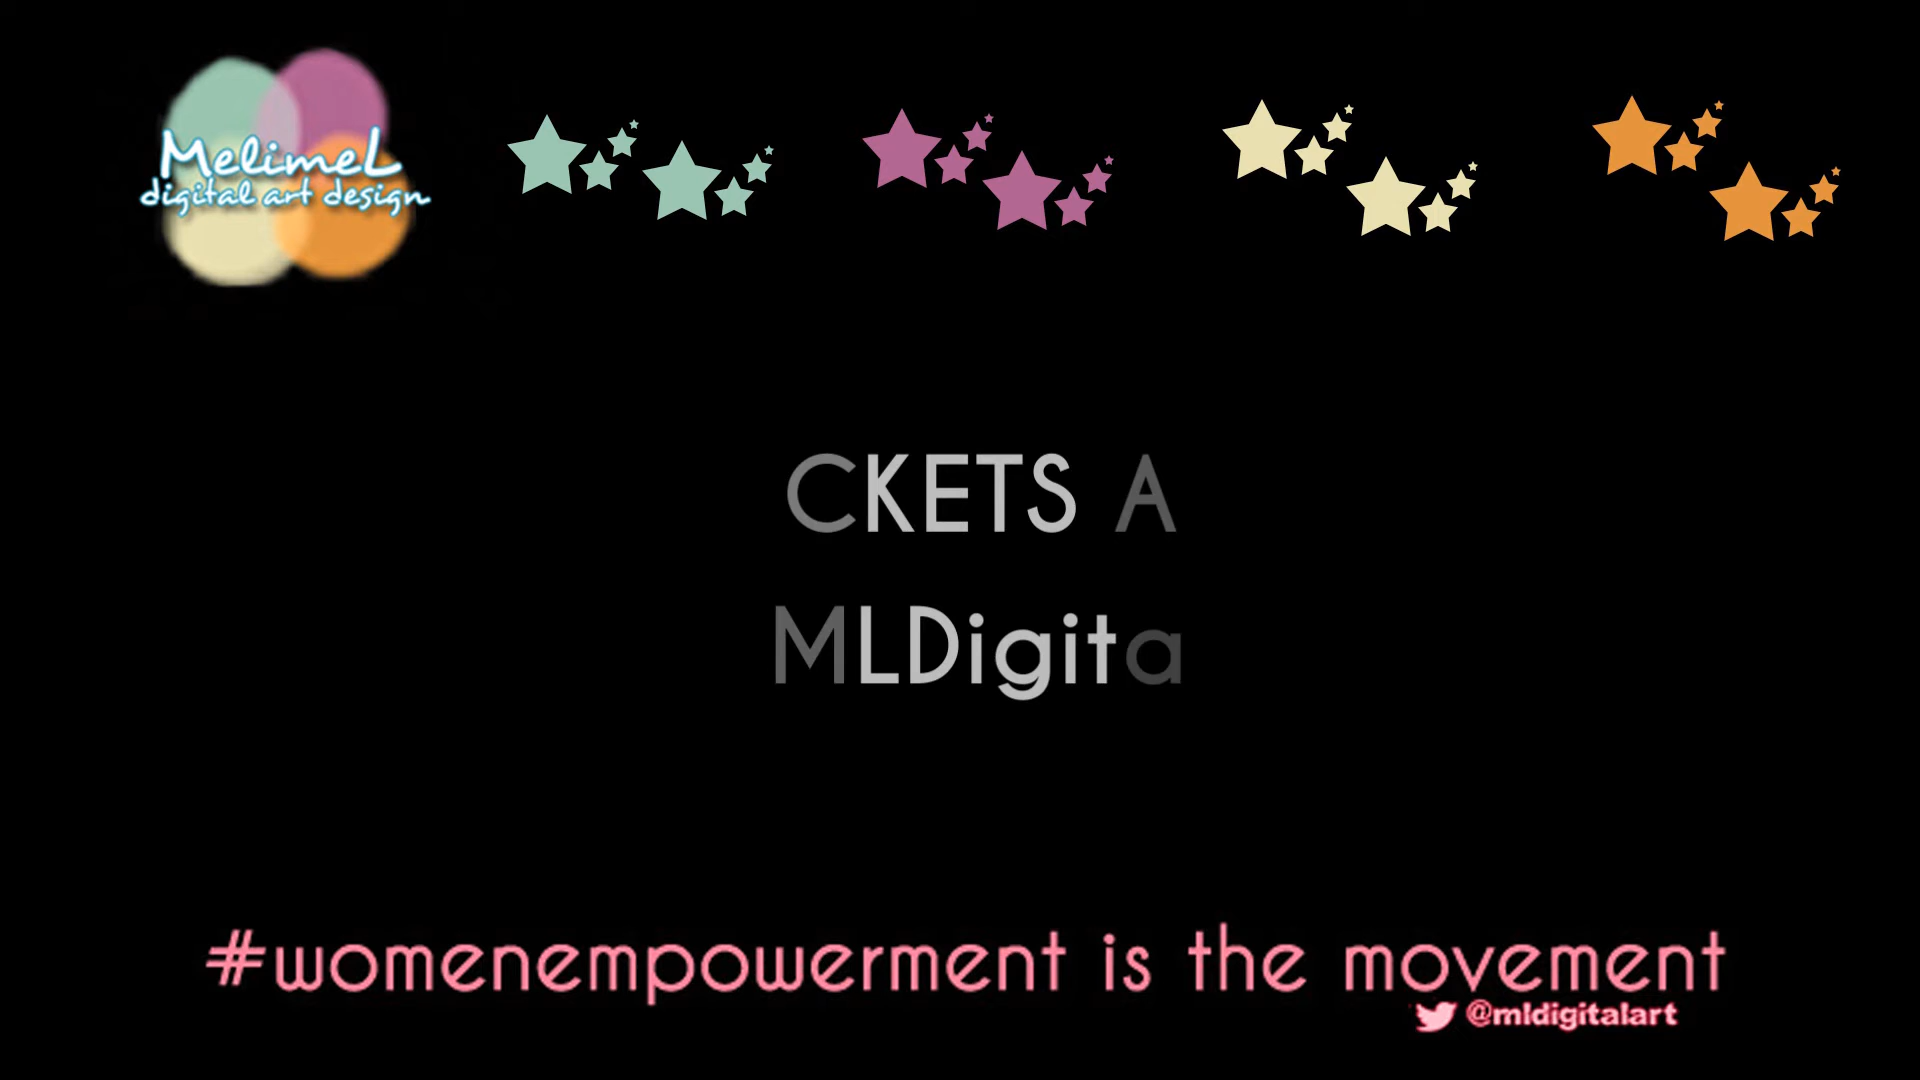 MelimeL
digital art design
CKETS A
MLDigita
#womenempowerment is the movement
@mldigitalart